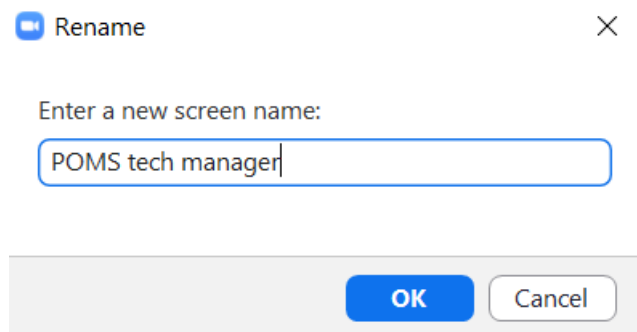 Rename
Enter a new screen name:
POMS tech manager
OK
Cancel